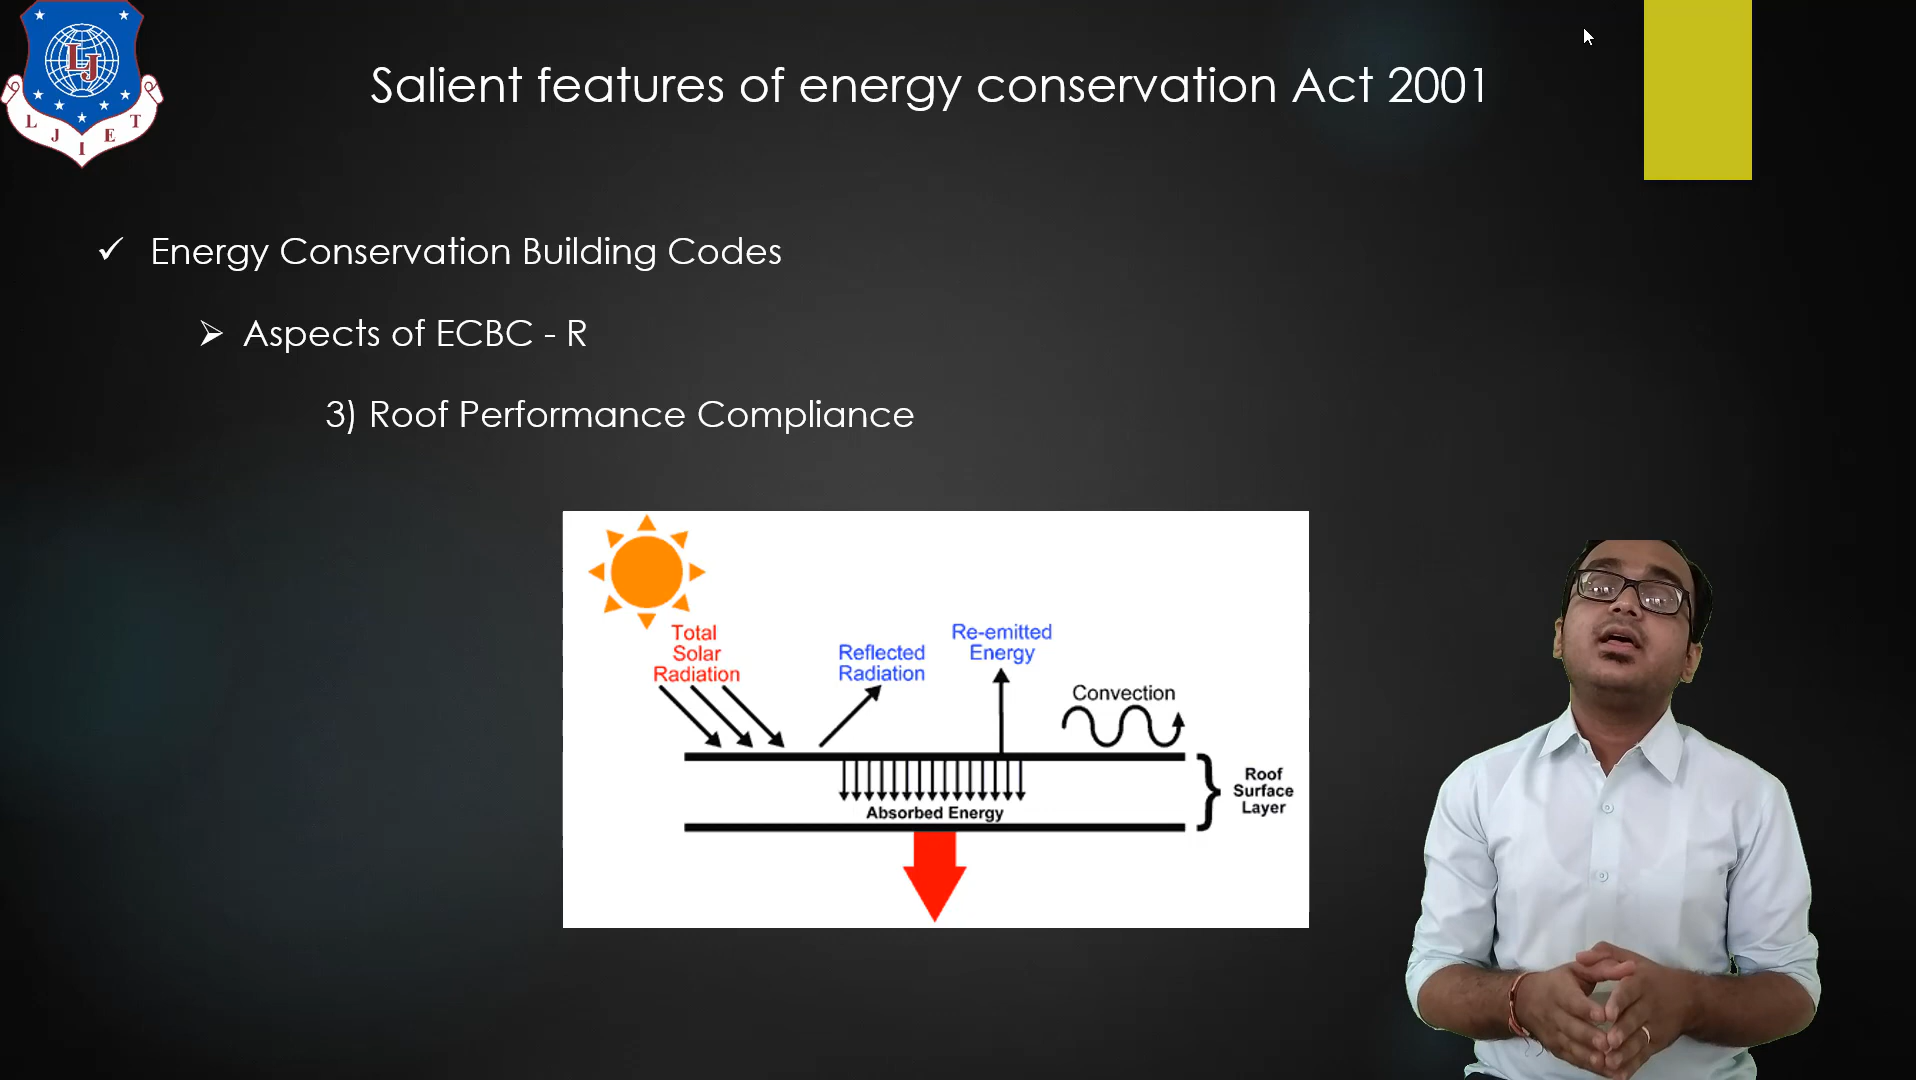 LJ
L J I E T
Salient features of energy conservation Act 2001
Energy Conservation Building Codes
Aspects of ECBC - R
3) Roof Performance Compliance
Total
Solar
Radiation
Reflected
Radiation
Re-emitted
Energy
Convection
Absorbed Energy
Roof
Surface
Layer